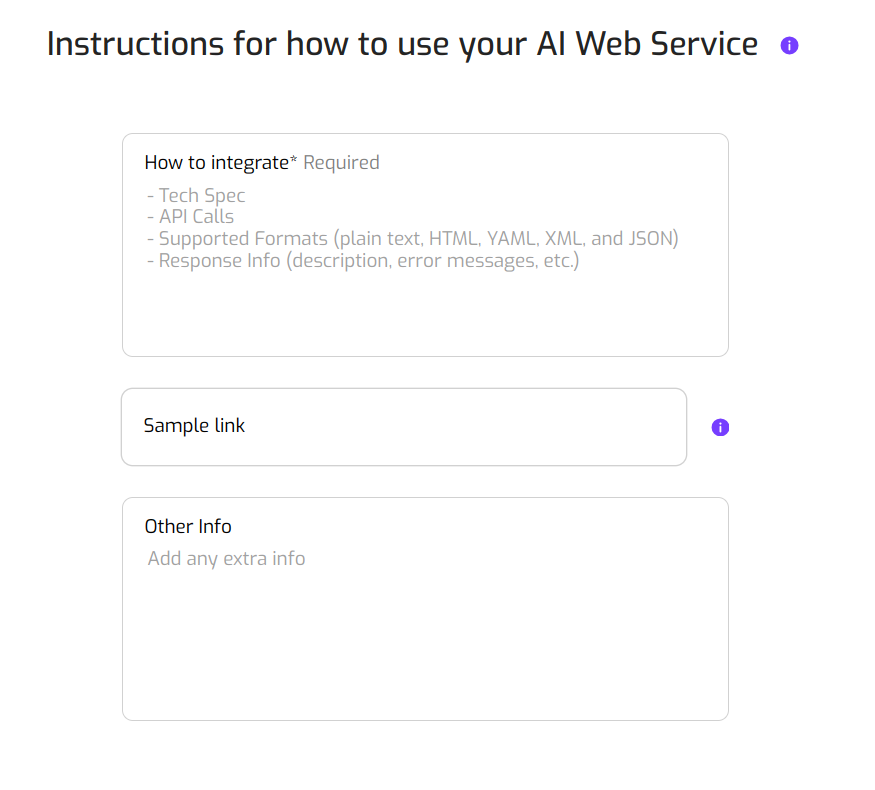 Instructions for how to use your AI Web Service i
How to integrate* Required
- Tech Spec
- API Calls
- Supported Formats (plain text, HTML, YAML, XML, and JSON)
- Response Info (description, error messages, etc.)
Sample link i
Other Info
Add any extra info